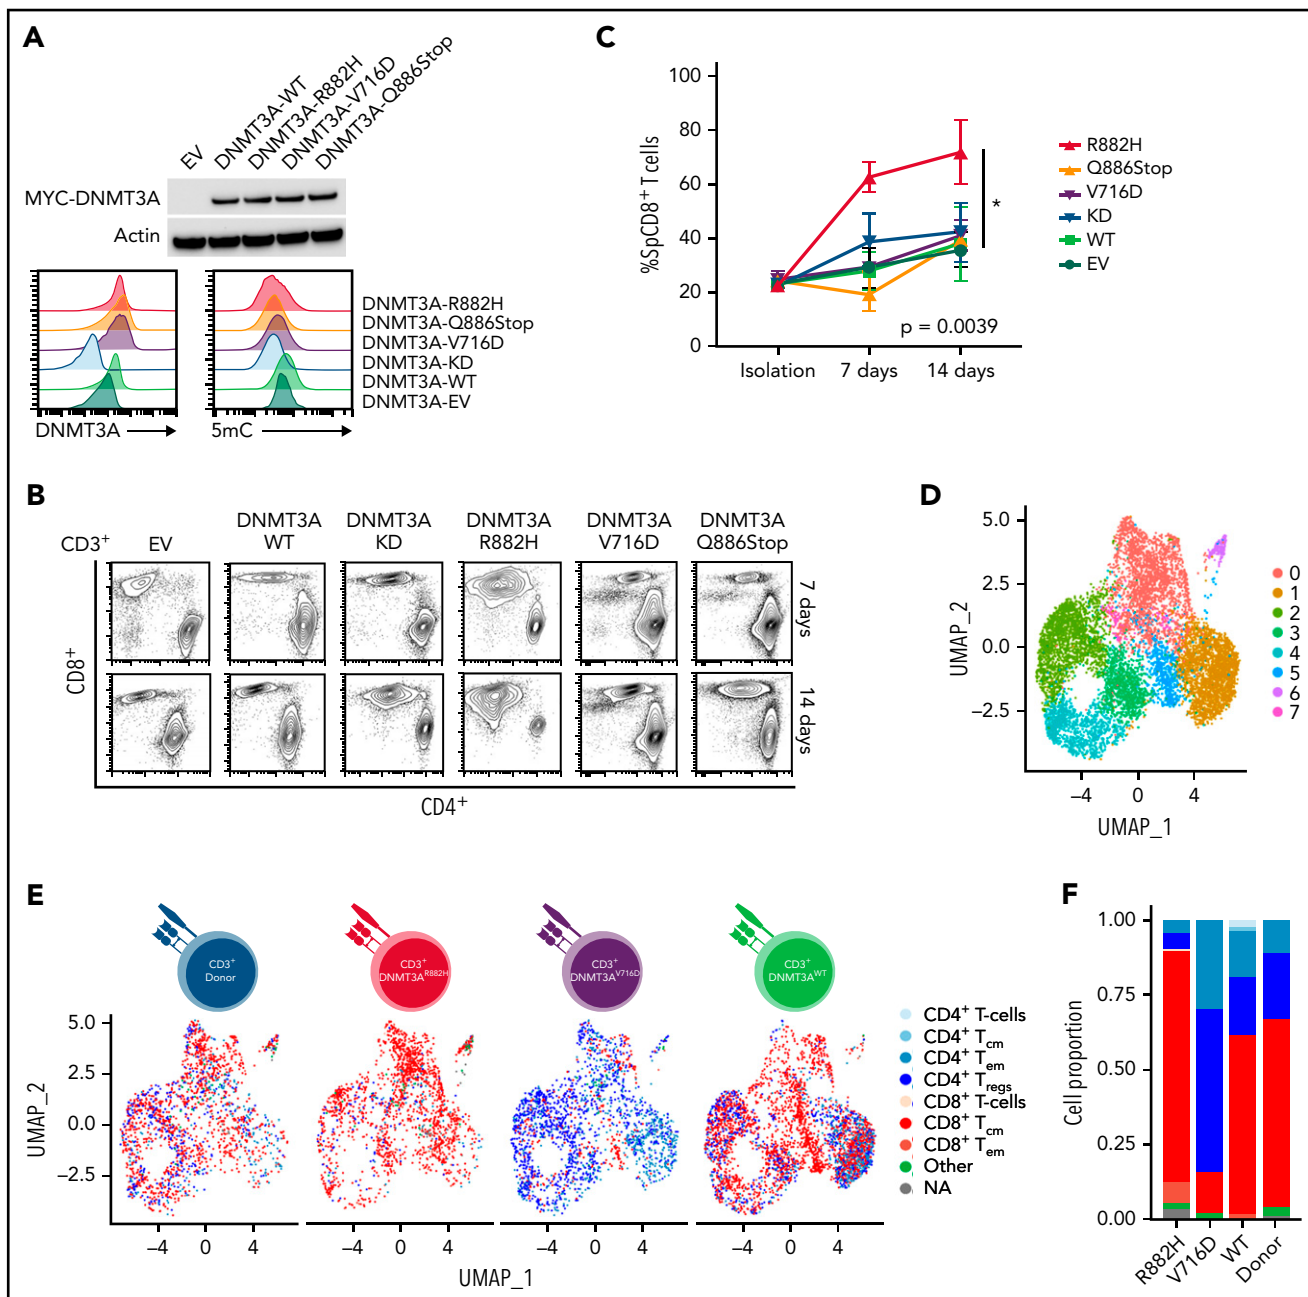 A
EV
DNMT3A-WT
DNMT3A-R882H
DNMT3A-V716D
DNMT3A-Q886Stop
MYC-DNMT3A
Actin
DNMT3A-R882H
DNMT3A-Q886Stop
DNMT3A-V716D
DNMT3A-KD
DNMT3A-WT
DNMT3A-EV
DNMT3A
5mC
C
%SpCD8+ T cells
100
80
60
40
20
0
Isolation
7 days
14 days
p = 0.0039
*
R882H
Q886Stop
V716D
KD
WT
EV
B
CD3+
EV
DNMT3A WT
DNMT3A KD
DNMT3A R882H
DNMT3A V716D
DNMT3A Q886Stop
7 days
14 days
CD8+
CD4+
D
UMAP_2
5.0
2.5
0.0
−2.5
−4
0
4
UMAP_1
0
1
2
3
4
5
6
7
E
CD3+
Donor
CD3+
DNMT3AR882H
CD3+
DNMT3AV716D
CD3+
DNMT3AWT
UMAP_2
5.0
2.5
0.0
−2.5
−4
0
4
−4
0
4
−4
0
4
−4
0
4
UMAP_1
CD4+ T-cells
CD4+ Tcm
CD4+ Tem
CD4+ Tregs
CD8+ T-cells
CD8+ Tcm
CD8+ Tem
Other
NA
F
Cell proportion
1.00
0.75
0.50
0.25
0.00
R882H
V716D
WT
Donor